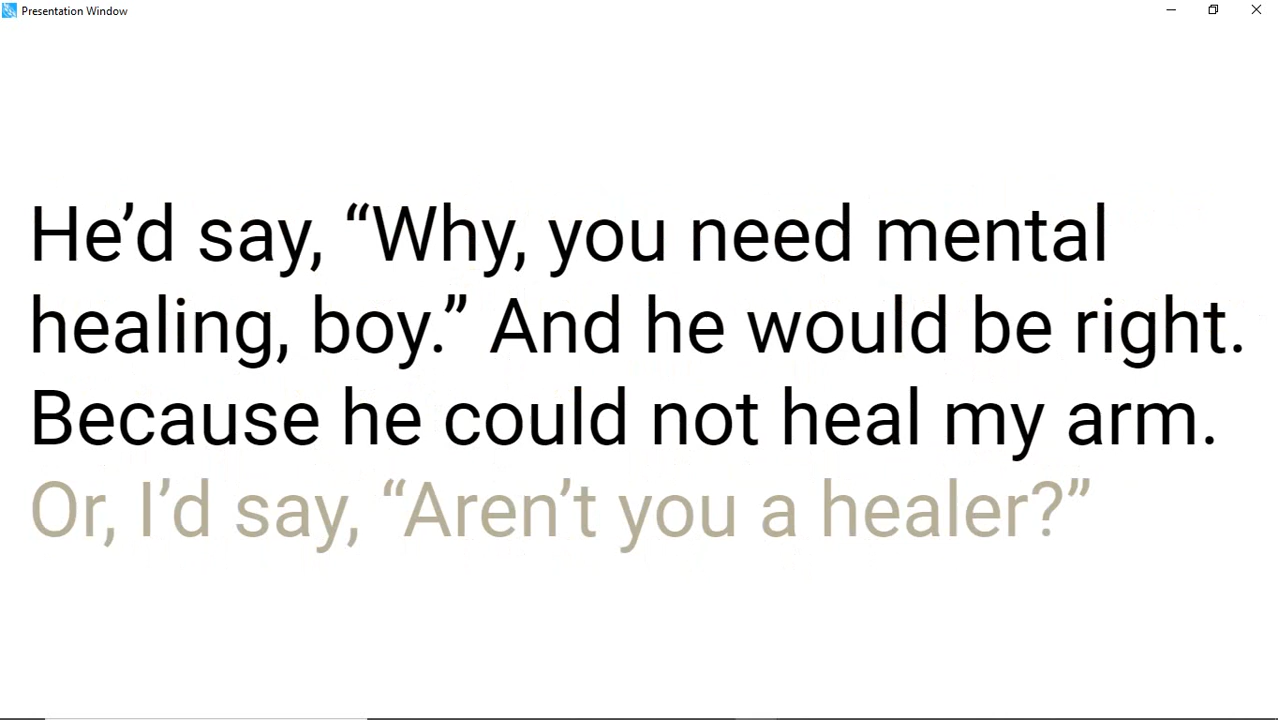 Presentation Window
He’d say, “Why, you need mental
healing, boy.” And he would be right.
Because he could not heal my arm.
Or, I’d say, “Aren’t you a healer?”